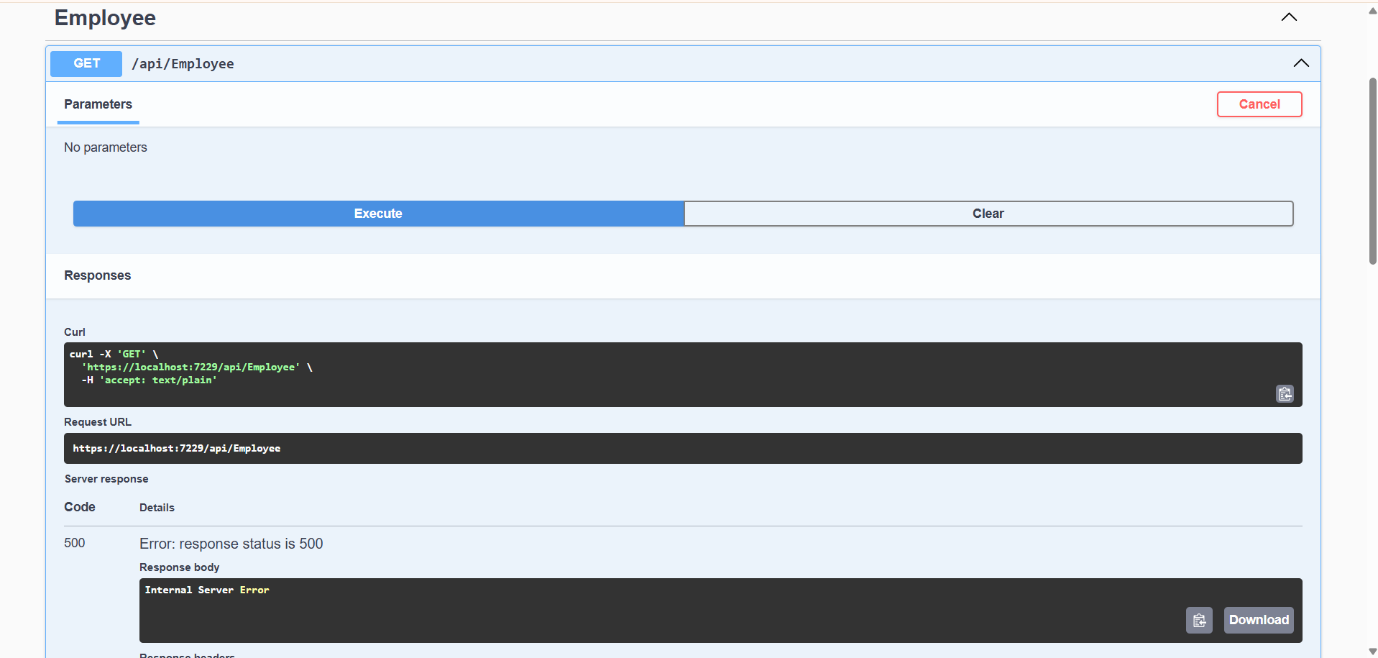 Employee
GET /api/Employee
Parameters
Cancel
No parameters
Execute
Clear
Responses
Curl
curl -X 'GET' \
'https://localhost:7229/api/Employee' \
-H 'accept: text/plain'
Request URL
https://localhost:7229/api/Employee
Server response
Code Details
500 Error: response status is 500
Response body
Internal Server Error
Download
Response headers